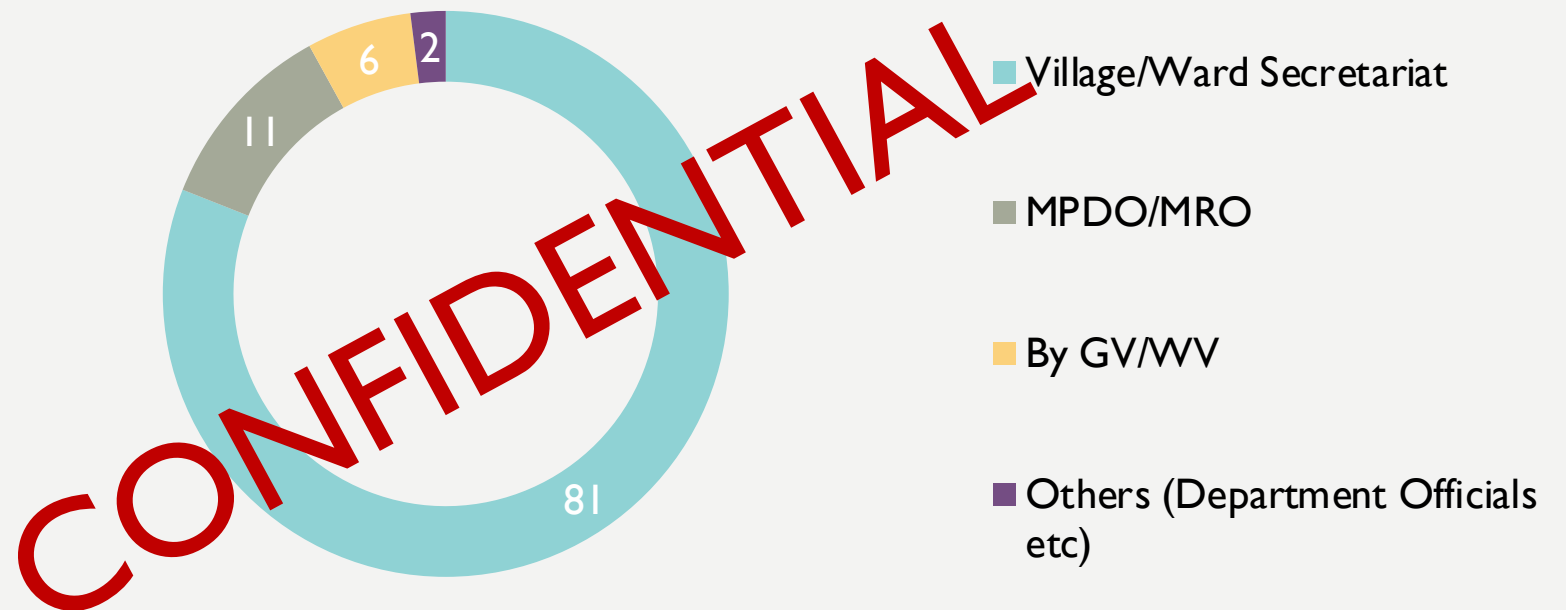 6
2
11
81
CONFIDENTIAL
Village/Ward Secretariat
MPDO/MRO
By GV/WV
Others (Department Officials
etc)